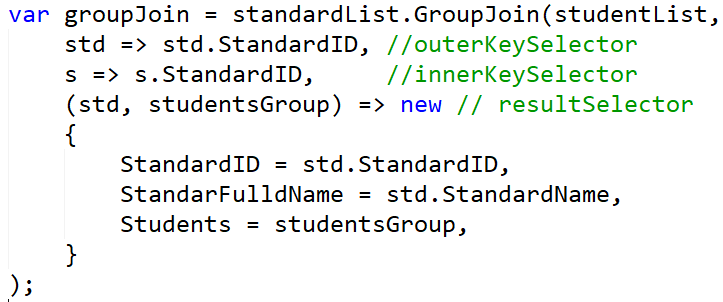 var groupJoin = standardList.GroupJoin(studentList,
    std => std.StandardID, //outerKeySelector
    s => s.StandardID,     //innerKeySelector
    (std, studentsGroup) => new // resultSelector
    {
        StandardID = std.StandardID,
        StandarFulldName = std.StandardName,
        Students = studentsGroup,
    }
);